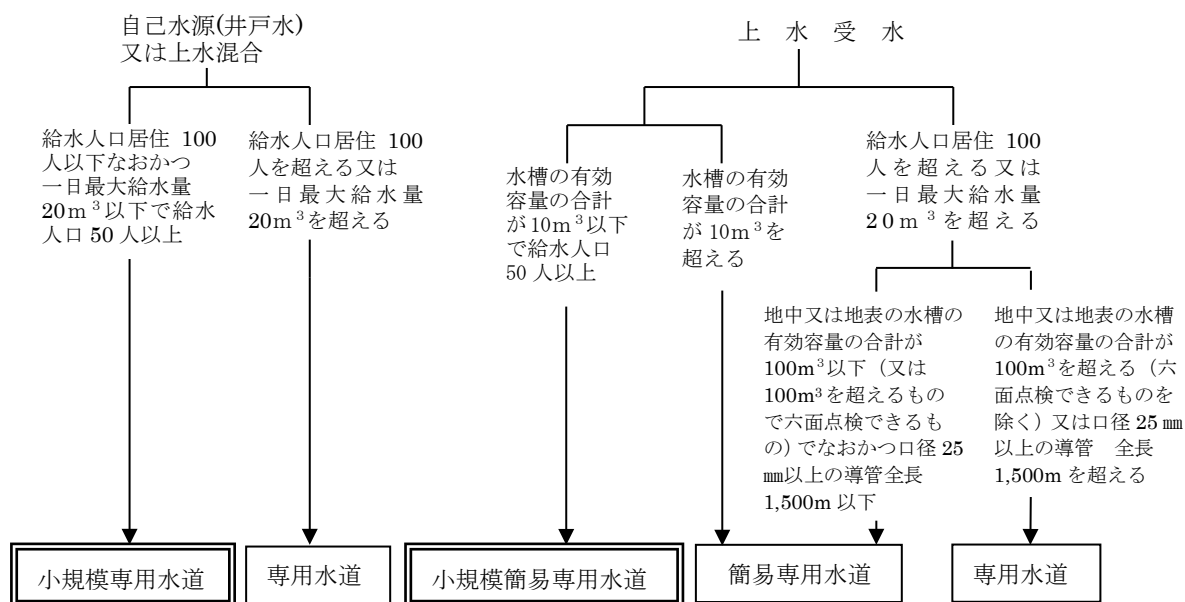 自己水源(井戸水)
又は上水混合
上　水　受　水
給水人口居住 100
人以下なおかつ
一日最大給水量
20m³以下で給水
人口 50 人以上
給水人口居住 100
人を超える又は
一日最大給水量
20m³を超える
水槽の有効
容量の合計
が10m³以下
で給水人口
50 人以上
水槽の有効
容量の合計
が 10m³を
超える
給水人口居住 100
人を超える又は
一日最大給水量
20m³を超える
地中又は地表の水槽の
有効容量の合計が
100m³以下（又は
100m³を超えるもの
で六面点検できるも
の）でなおかつ口径 25
㎜以上の導管全長
1,500m 以下
地中又は地表の水槽
の有効容量の合計が
100m³を超える（六
面点検できるものを
除く）又は口径 25 ㎜
以上の導管　全長
1,500m を超える
小規模専用水道
専用水道
小規模簡易専用水道
簡易専用水道
専用水道